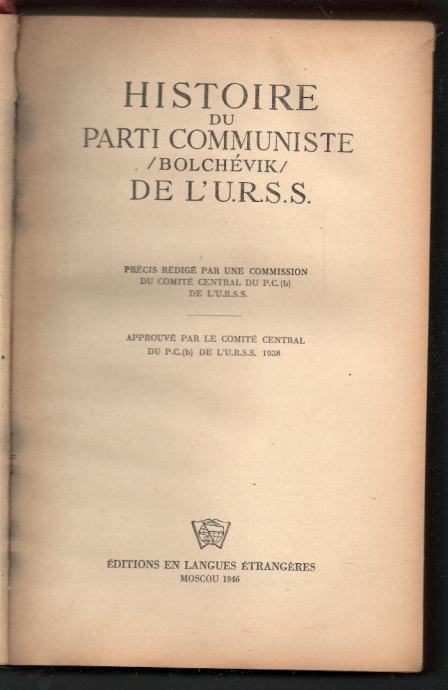 HISTOIRE
DU
PARTI COMMUNISTE
/BOLCHÉVIK/
DE L'U.R.S.S.
PRÉCIS RÉDIGÉ PAR UNE COMMISSION
DU COMITÉ CENTRAL DU P.C.(b)
DE L'U.R.S.S.
APPROUVÉ PAR LE COMITÉ CENTRAL
DU P.C.(b) DE L'U.R.S.S. 1938
ÉDITIONS EN LANGUES ÉTRANGÈRES
MOSCOU 1946